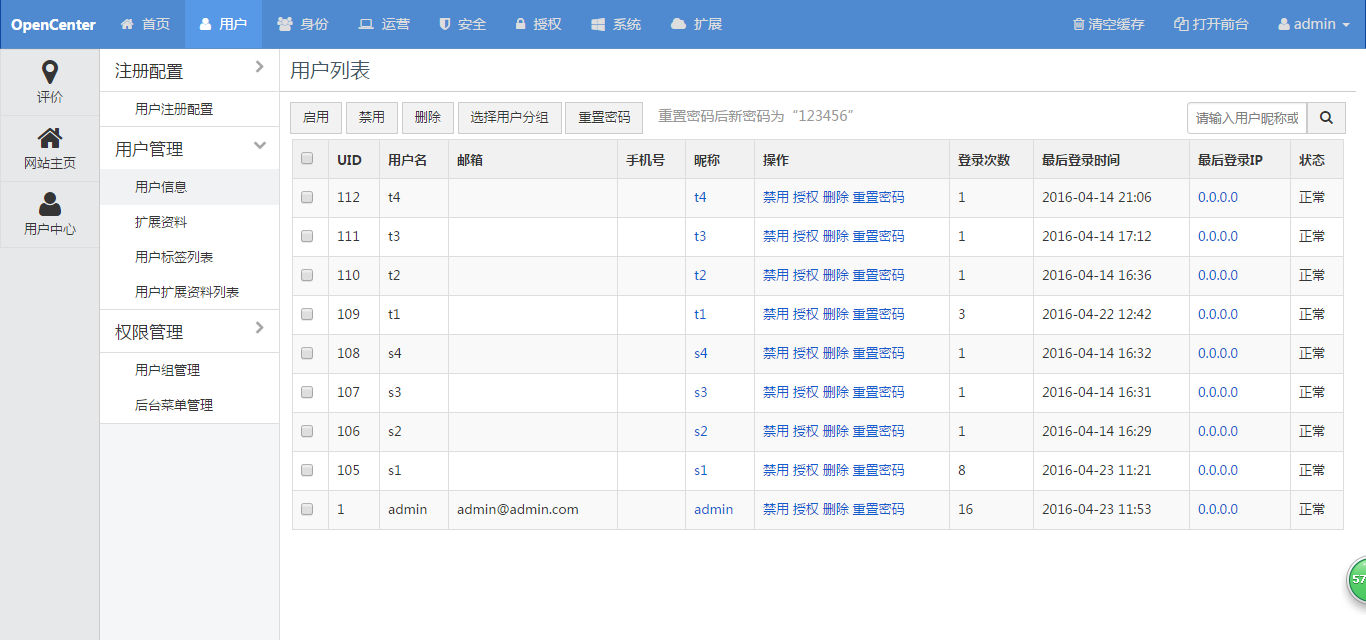 OpenCenter 首页 用户 身份 运营 安全 授权 系统 扩展 清空缓存 打开前台 admin
评价
网站主页
用户中心
注册配置
用户注册配置
用户管理
用户信息
扩展资料
用户标签列表
用户扩展资料列表
权限管理
用户组管理
后台菜单管理
用户列表
启用 禁用 删除 选择用户分组 重置密码 重置密码后新密码为“123456” 请输入用户昵称或
UID 用户名 邮箱 手机号 昵称 操作 登录次数 最后登录时间 最后登录IP 状态
112 t4 t4 禁用 授权 删除 重置密码 1 2016-04-14 21:06 0.0.0.0 正常
111 t3 t3 禁用 授权 删除 重置密码 1 2016-04-14 17:12 0.0.0.0 正常
110 t2 t2 禁用 授权 删除 重置密码 1 2016-04-14 16:36 0.0.0.0 正常
109 t1 t1 禁用 授权 删除 重置密码 3 2016-04-22 12:42 0.0.0.0 正常
108 s4 s4 禁用 授权 删除 重置密码 1 2016-04-14 16:32 0.0.0.0 正常
107 s3 s3 禁用 授权 删除 重置密码 1 2016-04-14 16:31 0.0.0.0 正常
106 s2 s2 禁用 授权 删除 重置密码 1 2016-04-14 16:29 0.0.0.0 正常
105 s1 s1 禁用 授权 删除 重置密码 8 2016-04-23 11:21 0.0.0.0 正常
1 admin admin@admin.com admin 禁用 授权 删除 重置密码 16 2016-04-23 11:53 0.0.0.0 正常
57